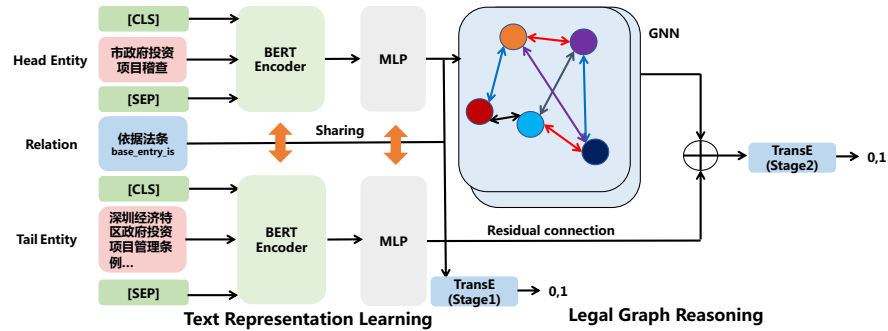 [CLS]
Head Entity
市政府投资
项目稽查
[SEP]
BERT
Encoder
MLP
GNN
Relation
依据法条
base_entry_is
Sharing
TransE
(Stage2)
0,1
[CLS]
Tail Entity
深圳经济特
区政府投资
项目管理条
例...
[SEP]
BERT
Encoder
MLP
Residual connection
TransE
(Stage1)
0,1
Text Representation Learning
Legal Graph Reasoning